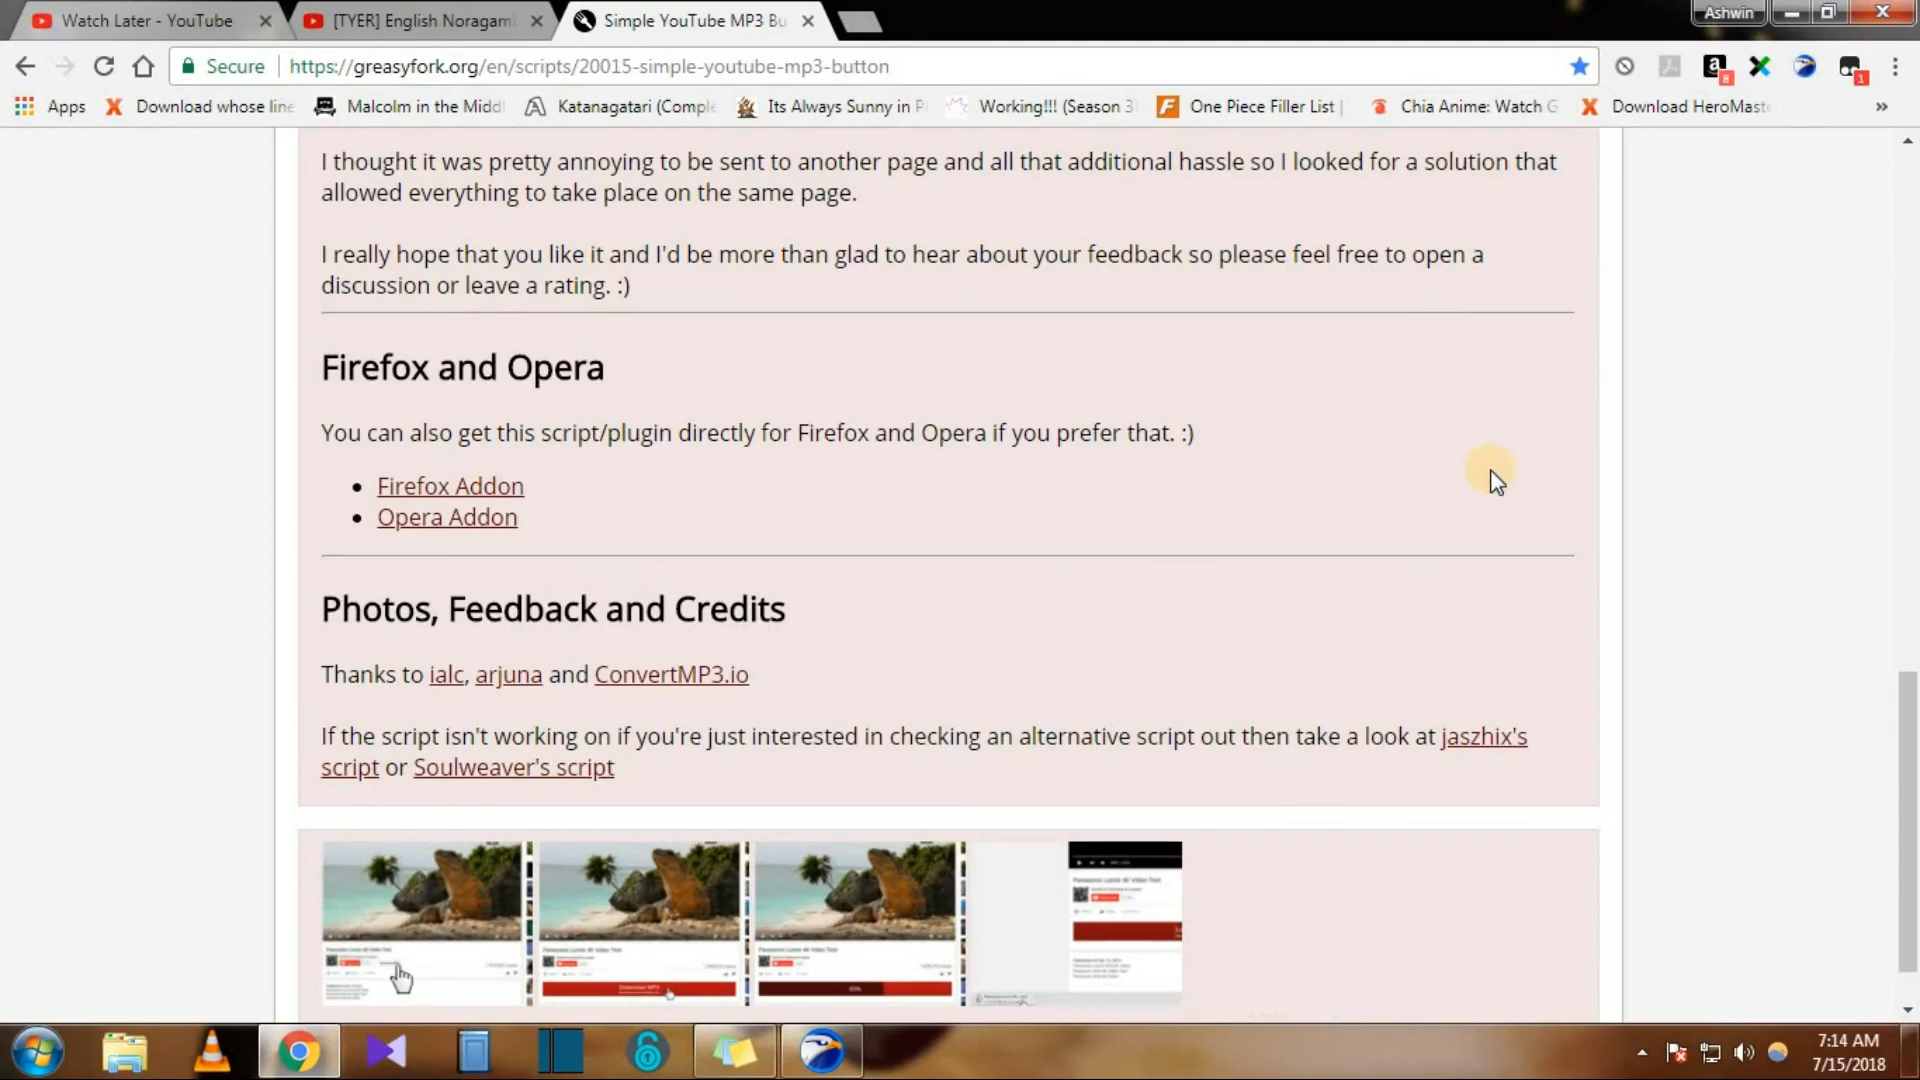 Watch Later - YouTube
[TYER] English Noragami
Simple YouTube MP3 Bu
Ashwin
Secure
https://greasyfork.org/en/scripts/20015-simple-youtube-mp3-button
8
1
Apps
Download whose line
Malcolm in the Midd
Katanagatari (Comple
Its Always Sunny in P
Working!!! (Season 3
One Piece Filler List |
Chia Anime: Watch G
Download HeroMast
»
I thought it was pretty annoying to be sent to another page and all that additional hassle so I looked for a solution that
allowed everything to take place on the same page.
I really hope that you like it and I'd be more than glad to hear about your feedback so please feel free to open a
discussion or leave a rating. :)
Firefox and Opera
You can also get this script/plugin directly for Firefox and Opera if you prefer that. :)
Firefox Addon
Opera Addon
Photos, Feedback and Credits
Thanks to ialc, arjuna and ConvertMP3.io
If the script isn't working on if you're just interested in checking an alternative script out then take a look at jaszhix's
script or Soulweaver's script
Download MP3
7:14 AM
7/15/2018